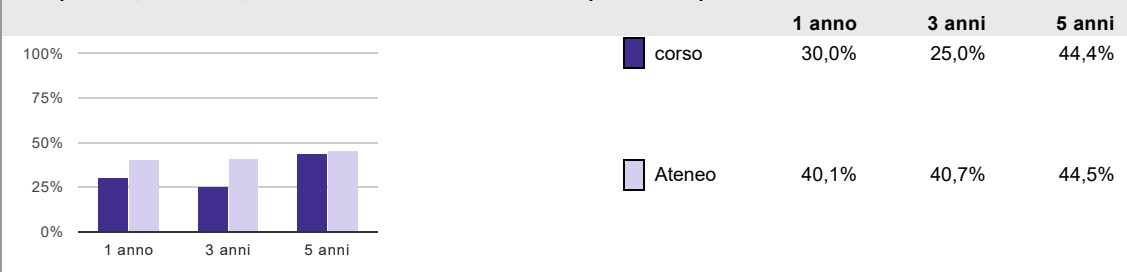 1 anno 3 anni 5 anni
100%
75%
50%
25%
0%
1 anno 3 anni 5 anni
corso 30,0% 25,0% 44,4%
Ateneo 40,1% 40,7% 44,5%